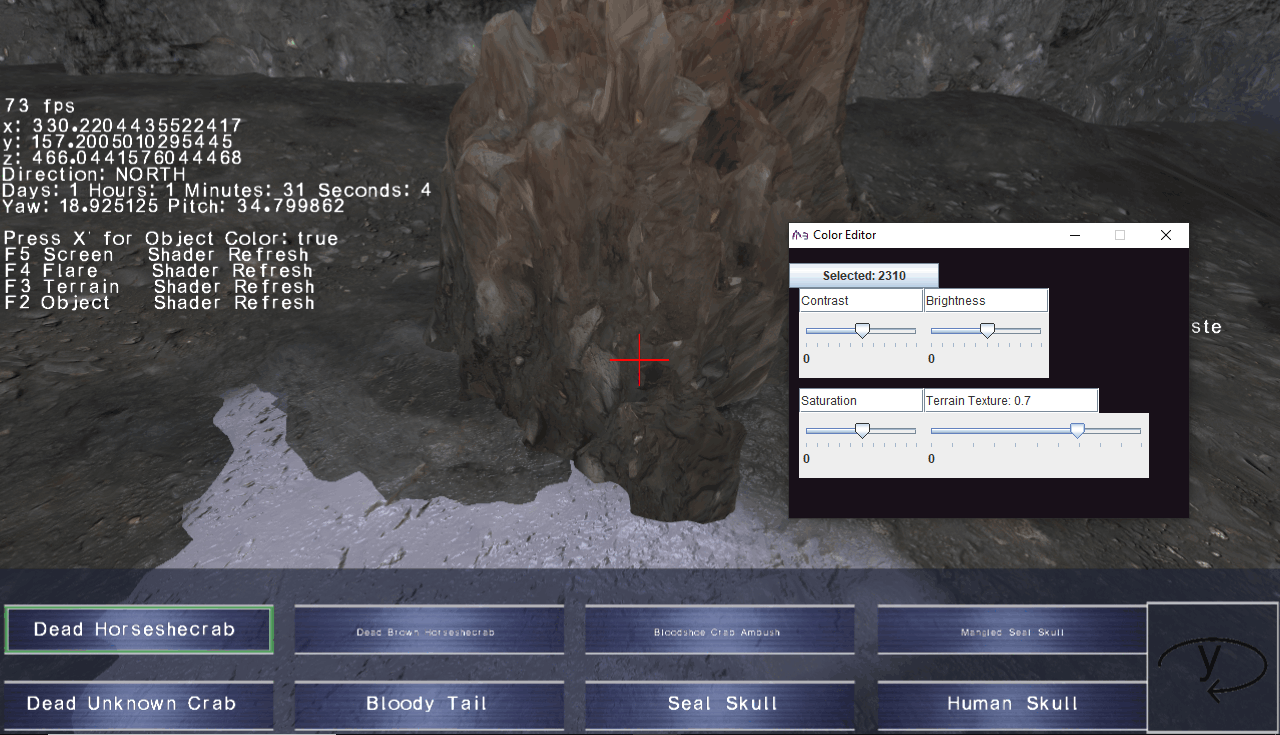 73 fps
x: 330.2204435522417
y: 157.2005010295445
z: 466.0441576044468
Direction: NORTH
Days: 1 Hours: 1 Minutes: 31 Seconds: 4
Yaw: 18.925125 Pitch: 34.799862
Press X' for Object Color: true
F5 Screen Shader Refresh
F4 Flare Shader Refresh
F3 Terrain Shader Refresh
F2 Object Shader Refresh
Color Editor
Selected: 2310
Contrast Brightness
0 0
Saturation Terrain Texture: 0.7
0 0
ste
Dead Horseshecrab Dead Brown Horseshecrab Bloodshoe Crab Ambush Mangled Seal Skull
Dead Unknown Crab Bloody Tail Seal Skull Human Skull
y